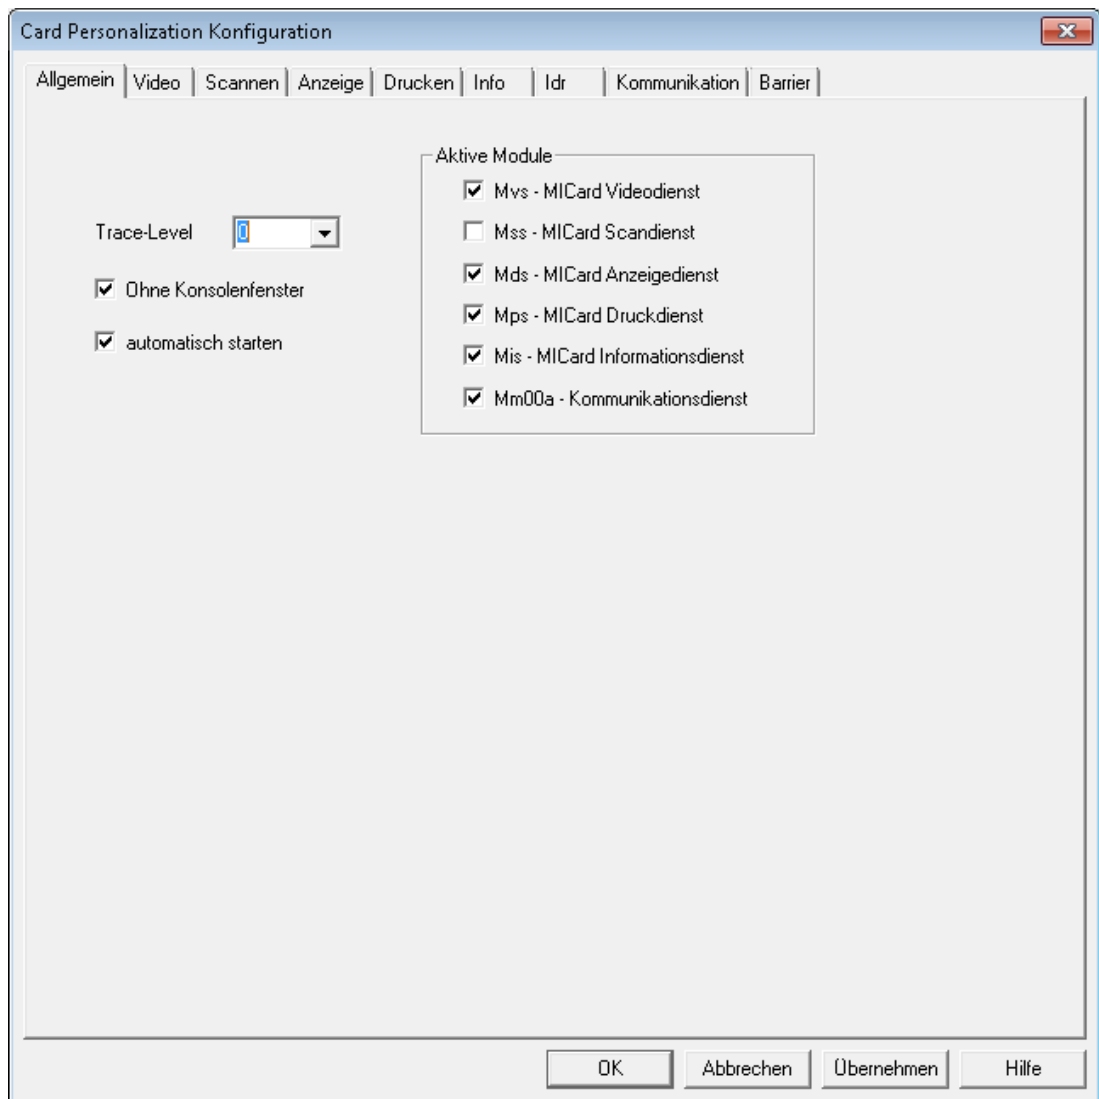 Card Personalization Konfiguration
Allgemein Video Scannen Anzeige Drucken Info Idr Kommunikation Barrier
Aktive Module
Mvs - MICard Videodienst
Trace-Level 0
Mss - MICard Scandienst
Mds - MICard Anzeigedienst
Ohne Konsolenfenster
Mps - MICard Druckdienst
automatisch starten
Mis - MICard Informationsdienst
Mm00a - Kommunikationsdienst
OK Abbrechen Übernehmen Hilfe